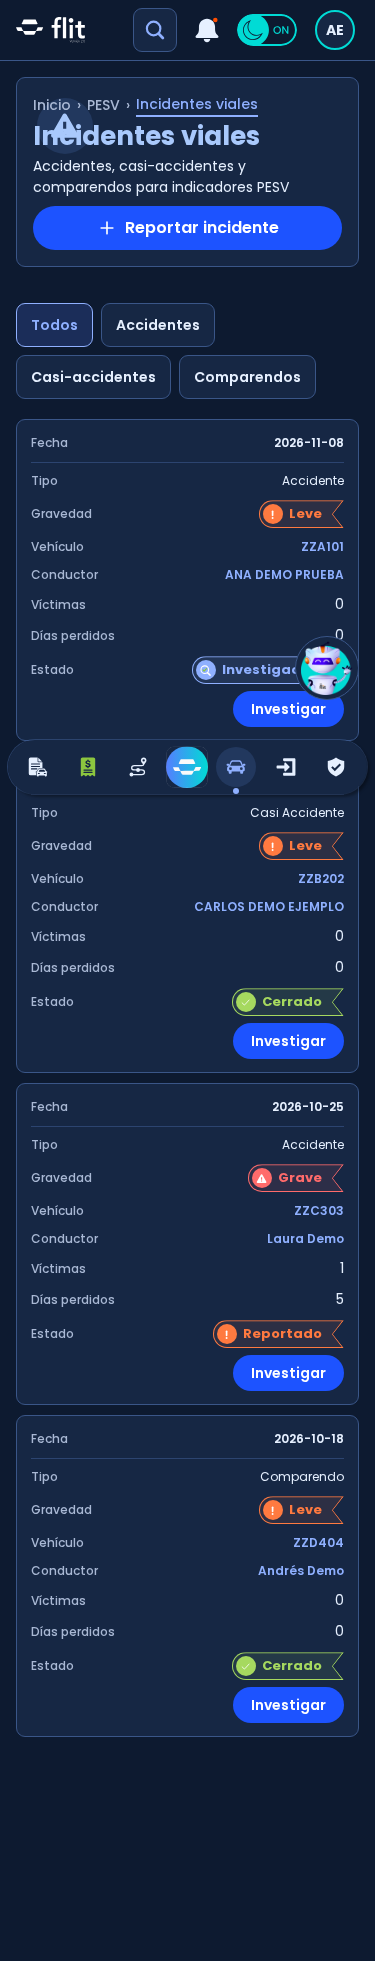 flit
ON
AE
Inicio › PESV › Incidentes viales
Incidentes viales
Accidentes, casi-accidentes y
comparendos para indicadores PESV
+ Reportar incidente
Todos
Accidentes
Casi-accidentes
Comparendos
Fecha 2026-11-08
Tipo Accidente
Gravedad Leve
Vehículo ZZA101
Conductor ANA DEMO PRUEBA
Víctimas 0
Días perdidos 0
Estado
Investigar
Tipo Casi Accidente
Gravedad Leve
Vehículo ZZB202
Conductor CARLOS DEMO EJEMPLO
Víctimas 0
Días perdidos 0
Estado Cerrado
Investigar
Fecha 2026-10-25
Tipo Accidente
Gravedad Grave
Vehículo ZZC303
Conductor Laura Demo
Víctimas 1
Días perdidos 5
Estado Reportado
Investigar
Fecha 2026-10-18
Tipo Comparendo
Gravedad Leve
Vehículo ZZD404
Conductor Andrés Demo
Víctimas 0
Días perdidos 0
Estado Cerrado
Investigar